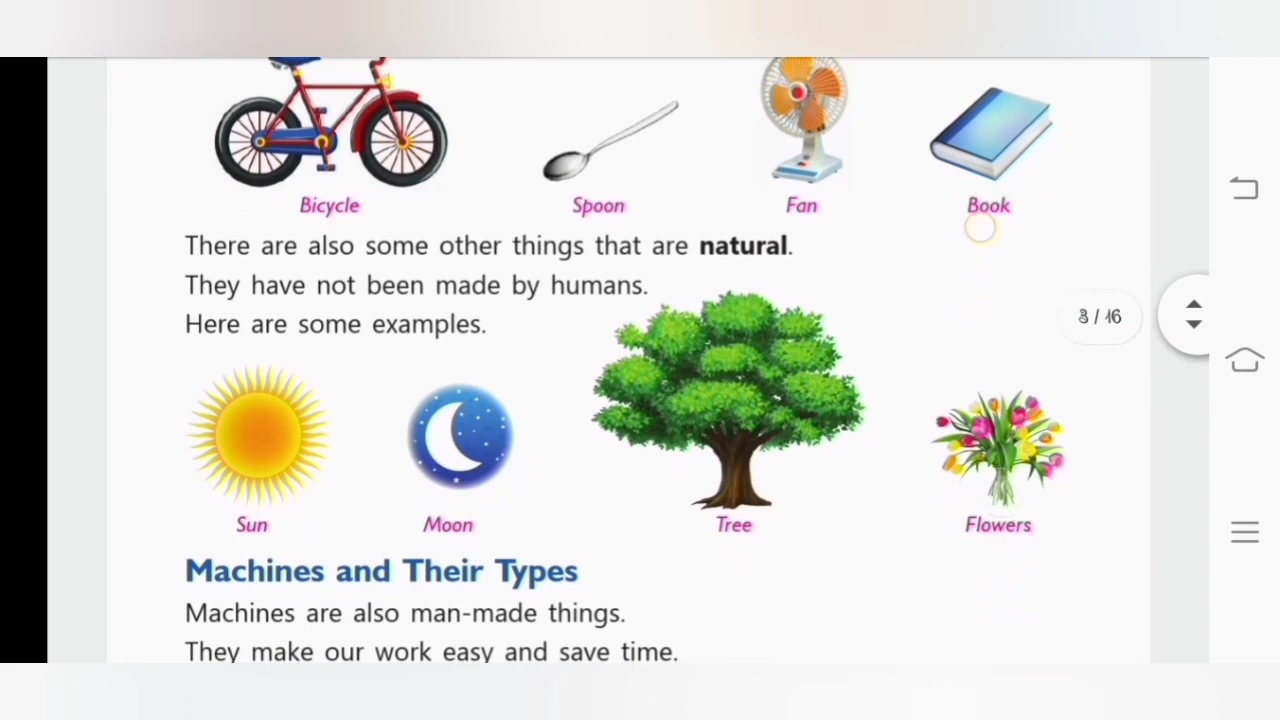 Bicycle Spoon Fan Book
There are also some other things that are natural.
They have not been made by humans.
Here are some examples.
3 / 16
Sun Moon Tree Flowers
Machines and Their Types
Machines are also man-made things.
They make our work easy and save time.